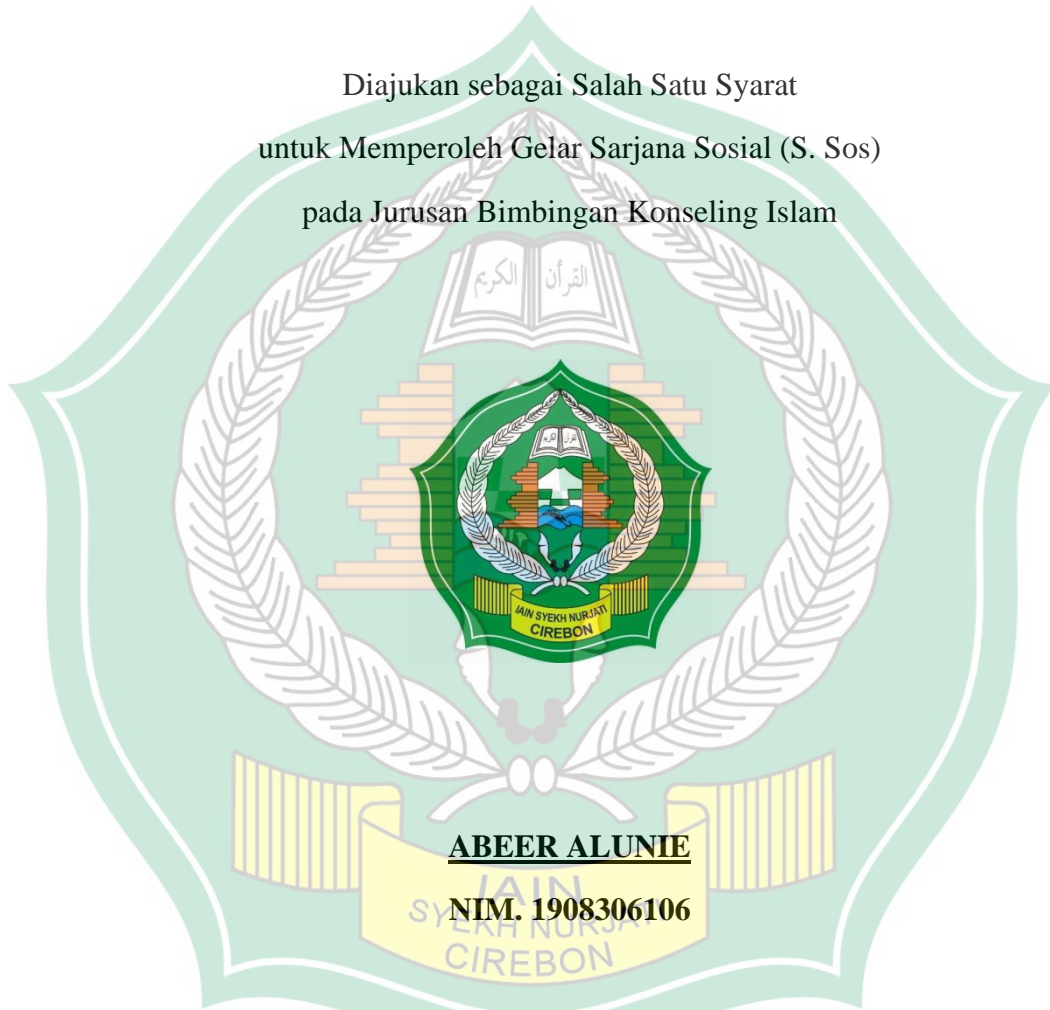 Diajukan sebagai Salah Satu Syarat
untuk Memperoleh Gelar Sarjana Sosial (S. Sos)
pada Jurusan Bimbingan Konseling Islam
القرآن الكريم
IAIN SYEKH NURJATI
CIREBON
ABEER ALUNIE
NIM. 1908306106
IAIN
SYEKH NURJATI
CIREBON